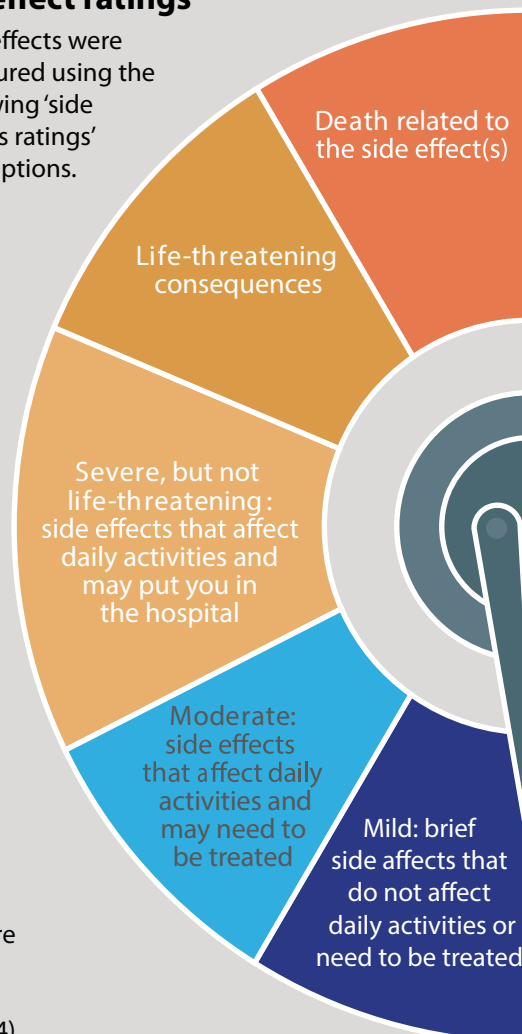 effect ratings
effects were
ured using the
ving ‘side
s ratings’
ptions.
Death related to
the side effect(s)
Life-threatening
consequences
Severe, but not
life-threatening:
side effects that affect
daily activities and
may put you in
the hospital
Moderate:
side effects
that affect daily
activities and
may need to
be treated
Mild: brief
side affects that
do not affect
daily activities or
need to be treated
re
4)